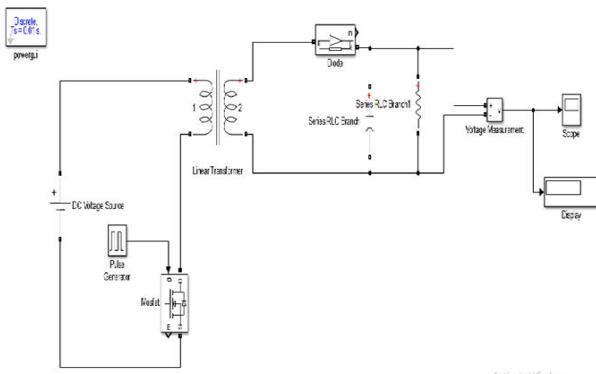 Discrete,
Ts = 0.01 s.
powergui
Diode
1
2
Series RLC Branch1
Series RLC Branch
+
-
v
Voltage Measurement
Scope
Linear Transformer
+
DC Voltage Source
Display
Pulse
Generator
Mosfet